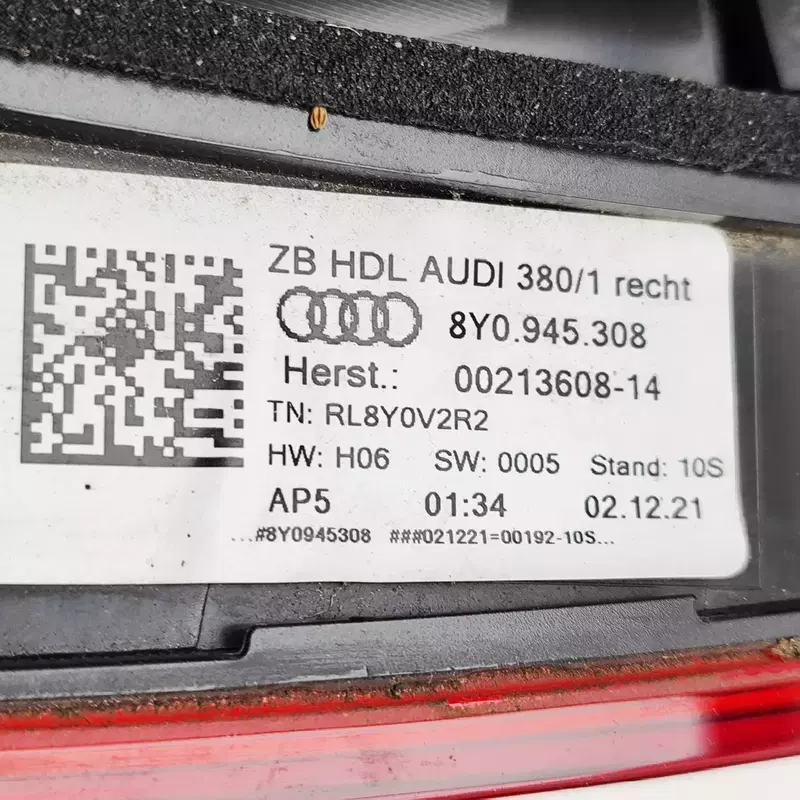 ZB HDL AUDI 380/1 recht
8Y0.945.308
Herst.: 00213608-14
TN: RL8Y0V2R2
HW: H06 SW: 0005 Stand: 10S
AP5 01:34 02.12.21
...#8Y0945308 ###021221=00192-10S...